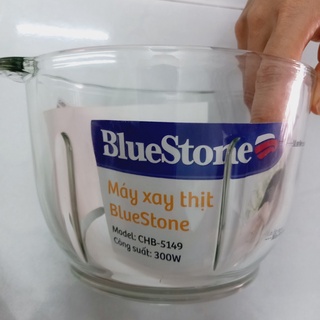 BlueStone
Máy xay thịt
BlueStone
Model: CHB-5149
Công suất: 300W